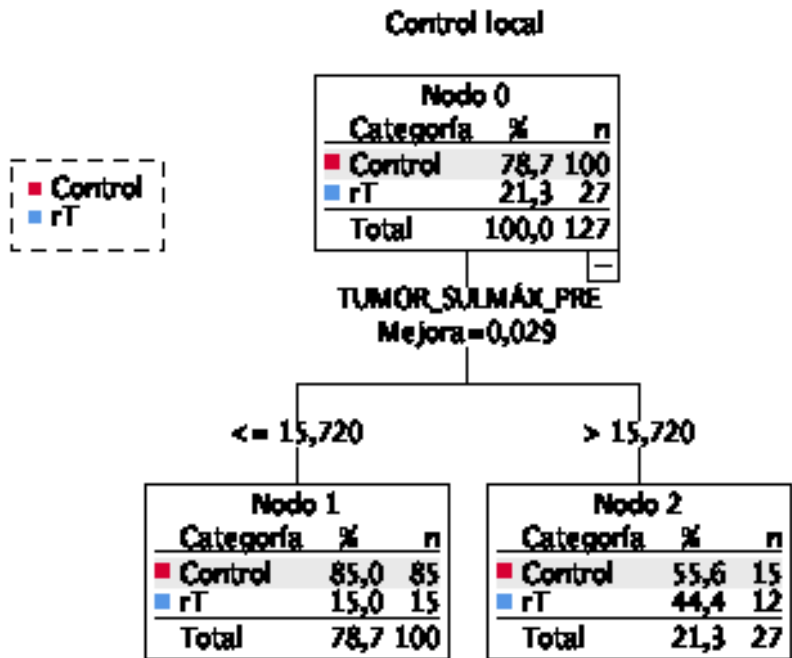 Control local
Control
rT
Nodo 0
Categoría % n
Control 78,7 100
rT 21,3 27
Total 100,0 127
TUMOR_SULMÁX_PRE
Mejora=0,029
<= 15,720
> 15,720
Nodo 1
Categoría % n
Control 85,0 85
rT 15,0 15
Total 78,7 100
Nodo 2
Categoría % n
Control 55,6 15
rT 44,4 12
Total 21,3 27